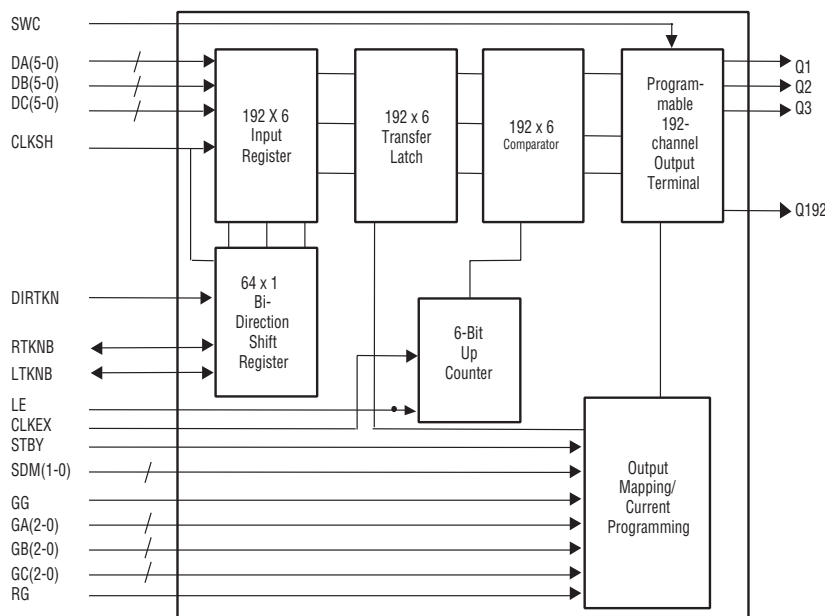 SWC
DA(5-0)
DB(5-0)
DC(5-0)
CLKSH
DIRTKN
RTKNB
LTKNB
LE
CLKEX
STBY
SDM(1-0)
GG
GA(2-0)
GB(2-0)
GC(2-0)
RG
192 X 6
Input
Register
192 x 6
Transfer
Latch
192 x 6
Comparator
Program-
mable
192-
channel
Output
Terminal
Q1
Q2
Q3
Q192
64 x 1
Bi-
Direction
Shift
Register
6-Bit
Up
Counter
Output
Mapping/
Current
Programming